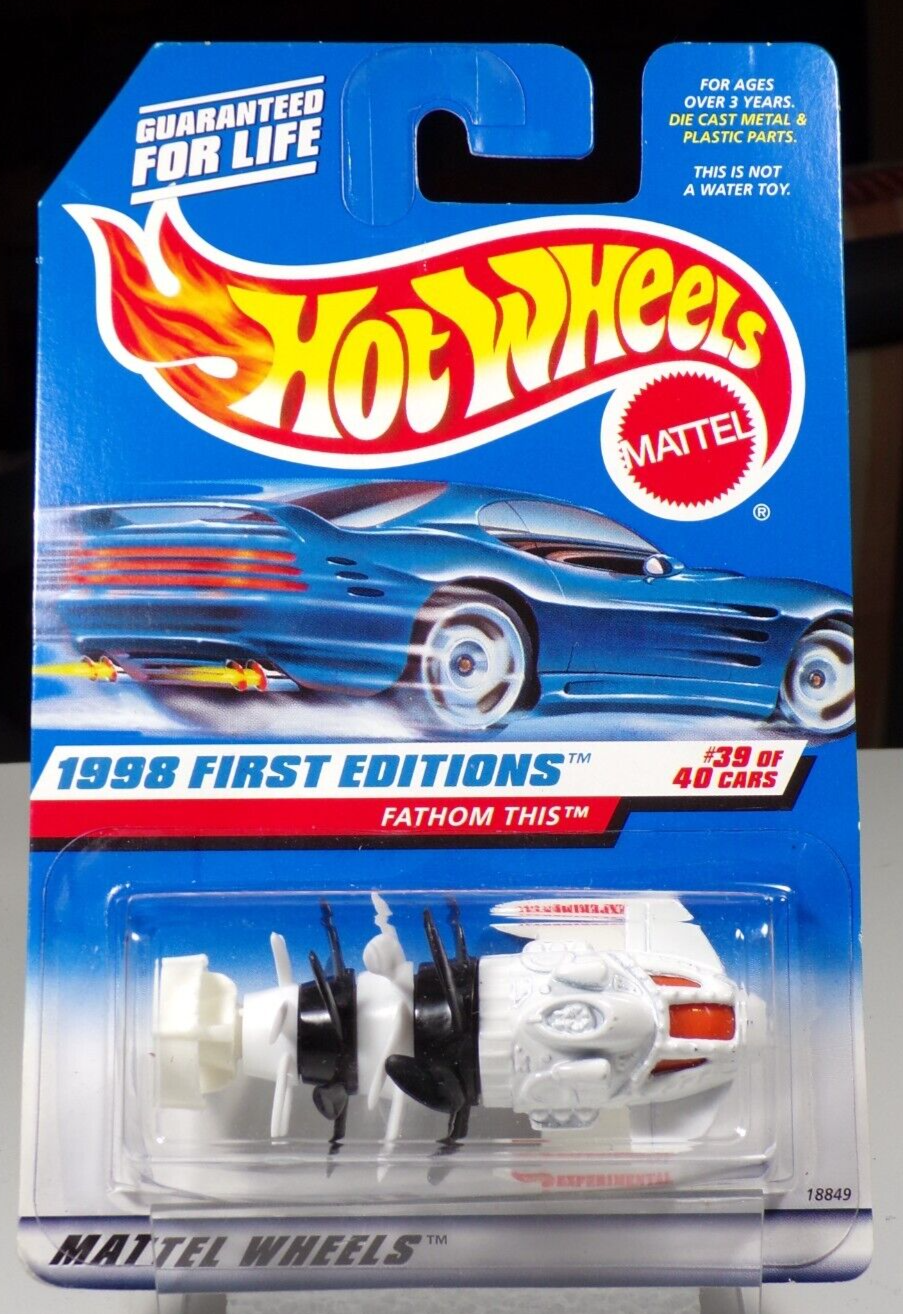 GUARANTEED
FOR LIFE
FOR AGES
OVER 3 YEARS.
DIE CAST METAL &
PLASTIC PARTS.
THIS IS NOT
A WATER TOY.
HOT WHEELS
MATTEL
®
1998 FIRST EDITIONS™
#39 OF
40 CARS
FATHOM THIS™
EXPERIMENTAL
EXPERIMENTAL
18849
MATTEL WHEELS™